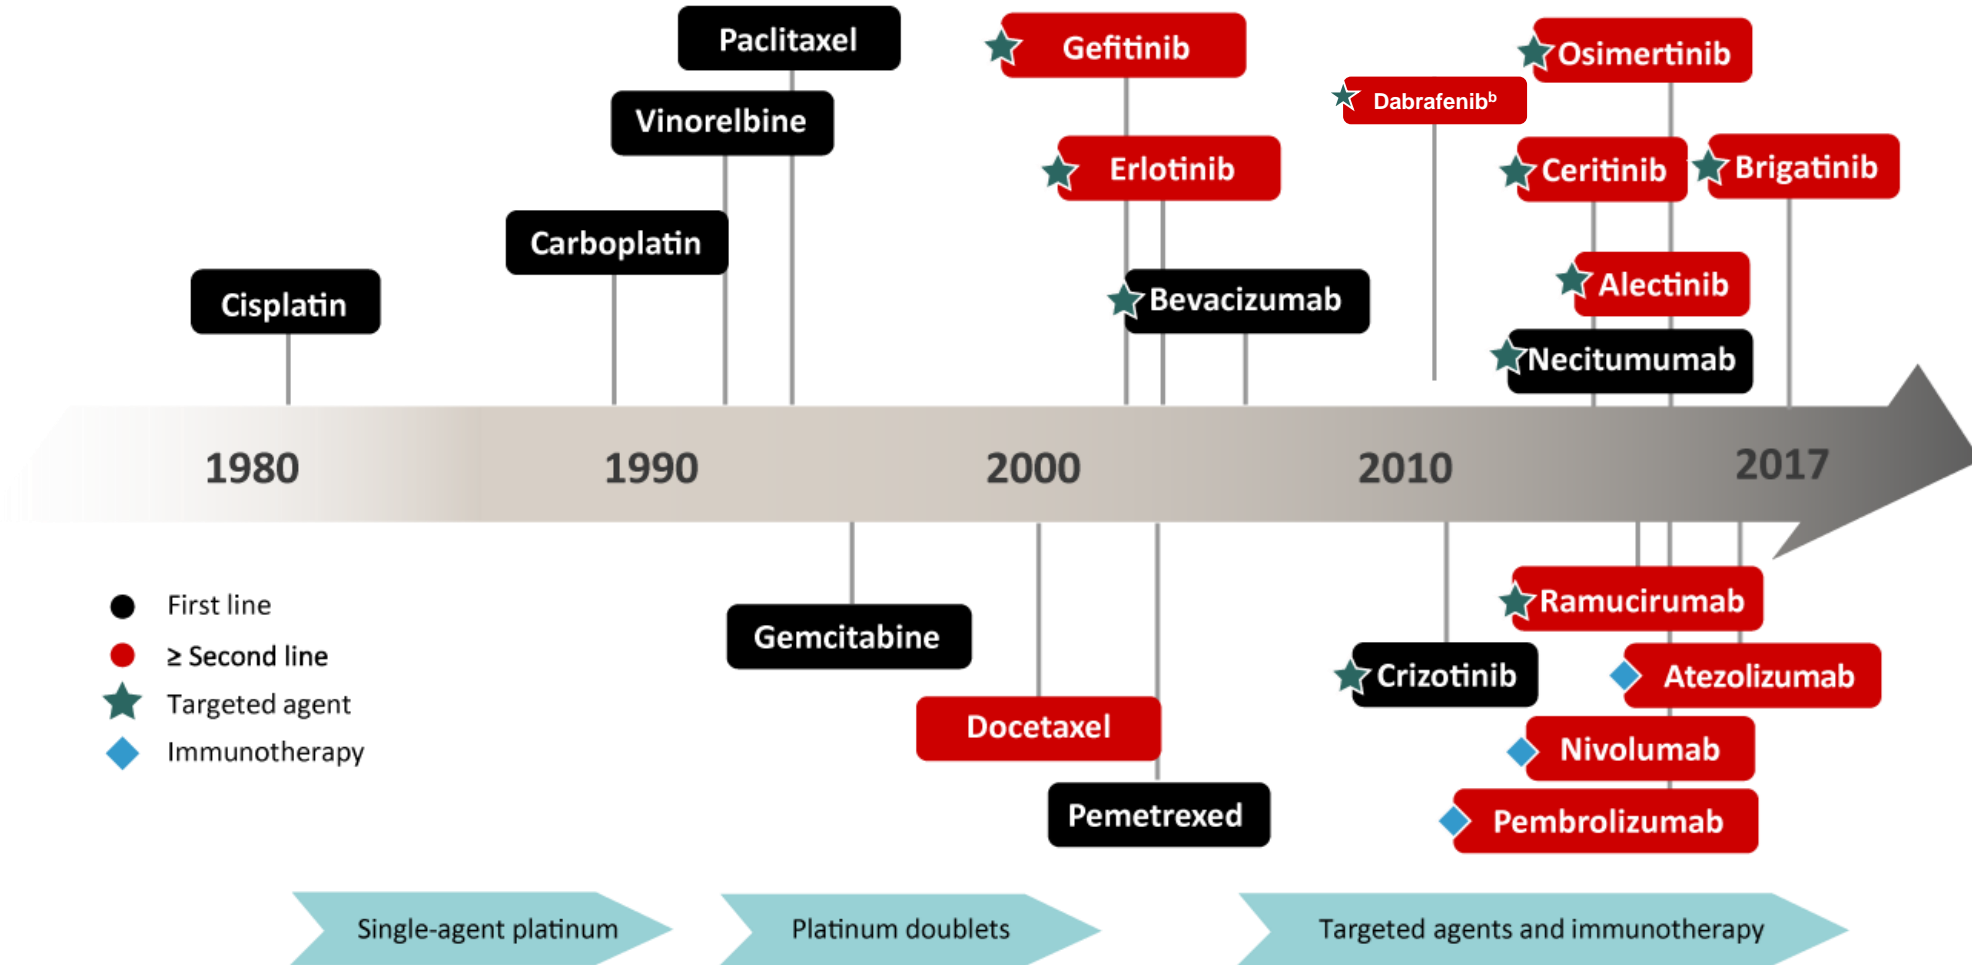 Paclitaxel
Gefitinib
Osimertinib
Dabrafenibᵇ
Vinorelbine
Erlotinib
Ceritinib
Brigatinib
Carboplatin
Cisplatin
Bevacizumab
Alectinib
Necitumumab
1980
1990
2000
2010
2017
First line
≥ Second line
Targeted agent
Immunotherapy
Gemcitabine
Docetaxel
Pemetrexed
Ramucirumab
Crizotinib
Atezolizumab
Nivolumab
Pembrolizumab
Single-agent platinum
Platinum doublets
Targeted agents and immunotherapy